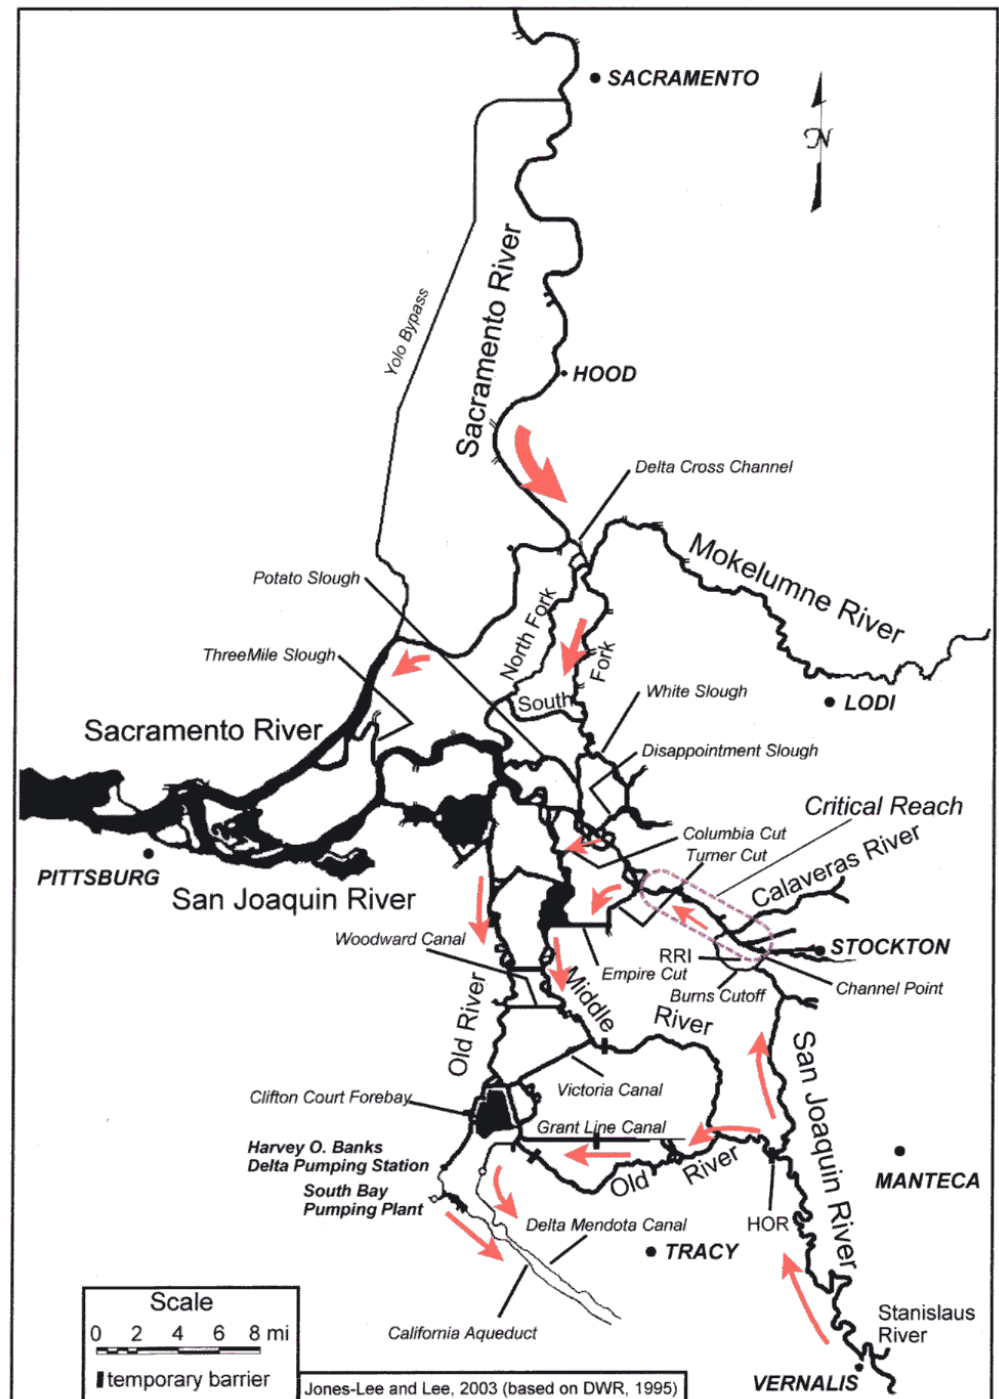 SACRAMENTO
N
Sacramento River
Yolo Bypass
HOOD
Delta Cross Channel
Mokelumne River
Potato Slough
North Fork
ThreeMile Slough
South
Fork
White Slough
LODI
Sacramento River
Disappointment Slough
Critical Reach
Columbia Cut
Turner Cut
Calaveras River
PITTSBURG
San Joaquin River
Woodward Canal
STOCKTON
RRI
Empire Cut
Channel Point
Burns Cutoff
Old River
Middle
River
San Joaquin River
Clifton Court Forebay
Victoria Canal
Grant Line Canal
Harvey O. Banks
Delta Pumping Station
South Bay
Pumping Plant
Old
River
MANTECA
HOR
Delta Mendota Canal
TRACY
California Aqueduct
Stanislaus
River
VERNALIS
Scale
0 2 4 6 8 mi
temporary barrier
Jones-Lee and Lee, 2003 (based on DWR, 1995)